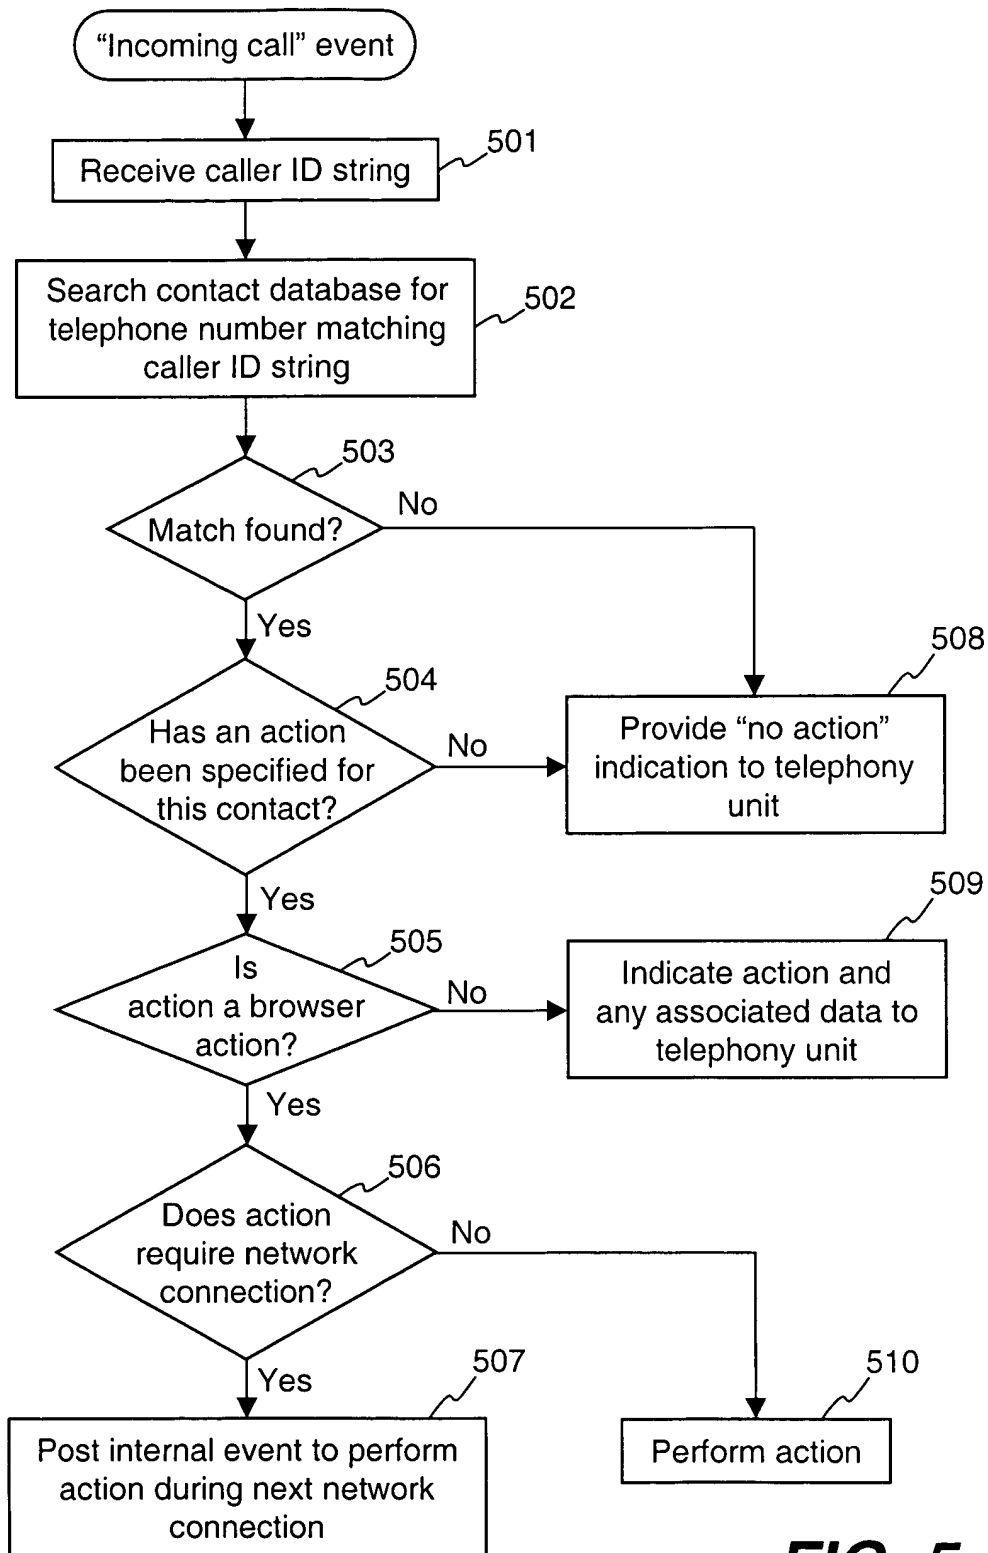 “Incoming call” event
501
Receive caller ID string
502
Search contact database for
telephone number matching
caller ID string
503
Match found?
No
Yes
504
Has an action
been specified for
this contact?
No
508
Provide “no action”
indication to telephony
unit
Yes
505
Is
action a browser
action?
No
509
Indicate action and
any associated data to
telephony unit
Yes
506
Does action
require network
connection?
No
Yes
507
Post internal event to perform
action during next network
connection
510
Perform action
FIG. 5